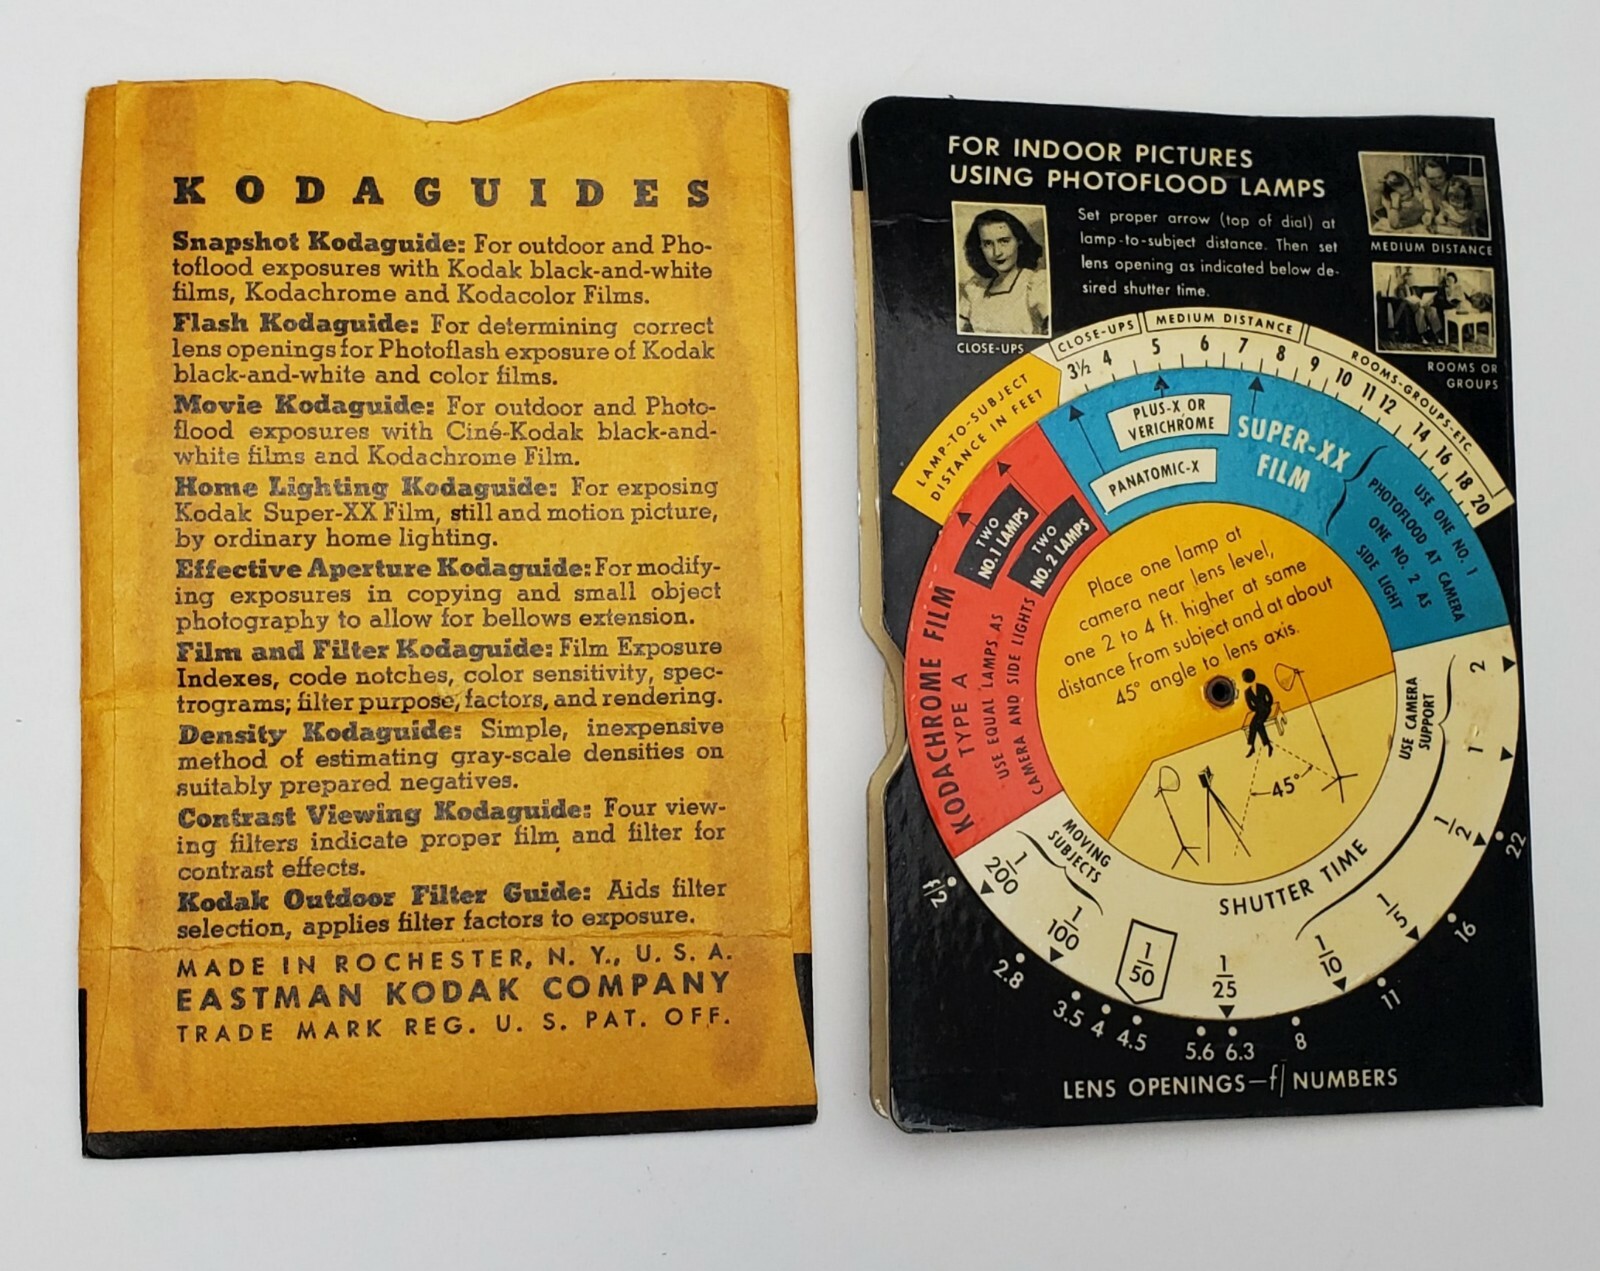 KODAGUIDES
Snapshot Kodaguide: For outdoor and Pho-
toflood exposures with Kodak black-and-white
films, Kodachrome and Kodacolor Films.
Flash Kodaguide: For determining correct
lens openings for Photoflash exposure of Kodak
black-and-white and color films.
Movie Kodaguide: For outdoor and Photo-
flood exposures with Ciné-Kodak black-and-
white films and Kodachrome Film.
Home Lighting Kodaguide: For exposing
Kodak Super-XX Film, still and motion picture,
by ordinary home lighting.
Effective Aperture Kodaguide: For modify-
ing exposures in copying and small object
photography to allow for bellows extension.
Film and Filter Kodaguide: Film Exposure
Indexes, code notches, color sensitivity, spec-
trograms; filter purpose, factors, and rendering.
Density Kodaguide: Simple, inexpensive
method of estimating gray-scale densities on
suitably prepared negatives.
Contrast Viewing Kodaguide: Four view-
ing filters indicate proper film and filter for
contrast effects.
Kodak Outdoor Filter Guide: Aids filter
selection, applies filter factors to exposure.
MADE IN ROCHESTER, N. Y., U. S. A.
EASTMAN KODAK COMPANY
TRADE MARK REG. U. S. PAT. OFF.
FOR INDOOR PICTURES
USING PHOTOFLOOD LAMPS
Set proper arrow (top of dial) at
lamp-to-subject distance. Then set
lens opening as indicated below de-
sired shutter time.
CLOSE-UPS
MEDIUM DISTANCE
ROOMS OR
GROUPS
LAMP-TO-SUBJECT
DISTANCE IN FEET
CLOSE-UPS
MEDIUM DISTANCE
ROOMS-GROUPS-ETC
3½ 4 5 6 7 8 9 10 11 12 14 16 18 20
PLUS-X OR
VERICHROME
PANATOMIC-X
SUPER-XX
FILM
USE ONE NO. 1
PHOTOFLOOD AT CAMERA
ONE NO. 2 AS
SIDE LIGHT
TWO
NO. 1 LAMPS
TWO
NO. 2 LAMPS
KODACHROME FILM
TYPE A
USE EQUAL LAMPS AS
CAMERA AND SIDE LIGHTS
Place one lamp at
camera near lens level,
one 2 to 4 ft. higher at same
distance from subject and at about
45° angle to lens axis.
45°
USE CAMERA
SUPPORT
MOVING
SUBJECTS
SHUTTER TIME
1/200 1/100 1/50 1/25 1/10 1/5 1/2 1 2
f/2 2.8 3.5 4 4.5 5.6 6.3 8 11 16 22
LENS OPENINGS—f/ NUMBERS